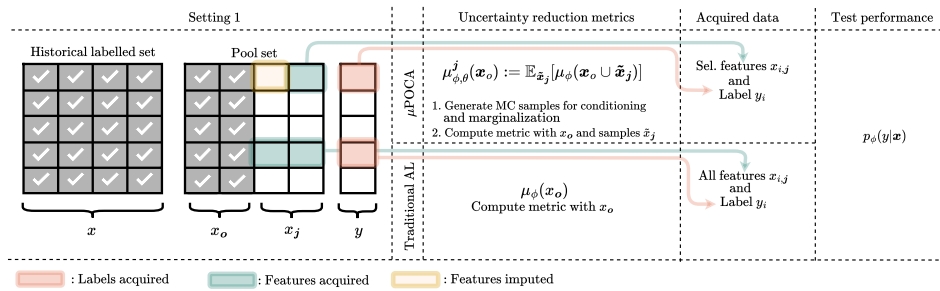 Setting 1
Uncertainty reduction metrics
Acquired data
Test performance
Historical labelled set
Pool set
x
x_o
x_j
y
μPOCA
μ^j_{ϕ,θ}(x_o) := 𝔼_{x̃_j}[μ_ϕ(x_o ∪ x̃_j)]
1. Generate MC samples for conditioning
and marginalization
2. Compute metric with x_o and samples x̃_j
Sel. features x_{i,j}
and
Label y_i
Traditional AL
μ_ϕ(x_o)
Compute metric with x_o
All features x_{i,j}
and
Label y_i
p_ϕ(y|x)
: Labels acquired
: Features acquired
: Features imputed